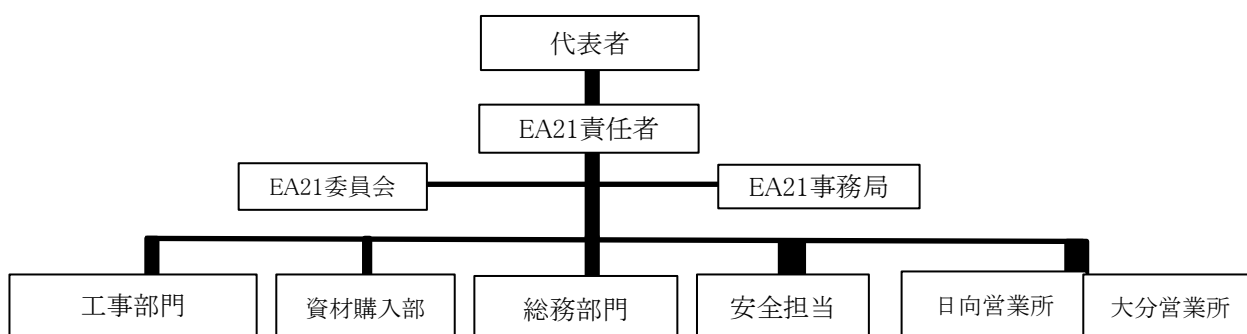 代表者
EA21責任者
EA21委員会
EA21事務局
工事部門
資材購入部
総務部門
安全担当
日向営業所
大分営業所